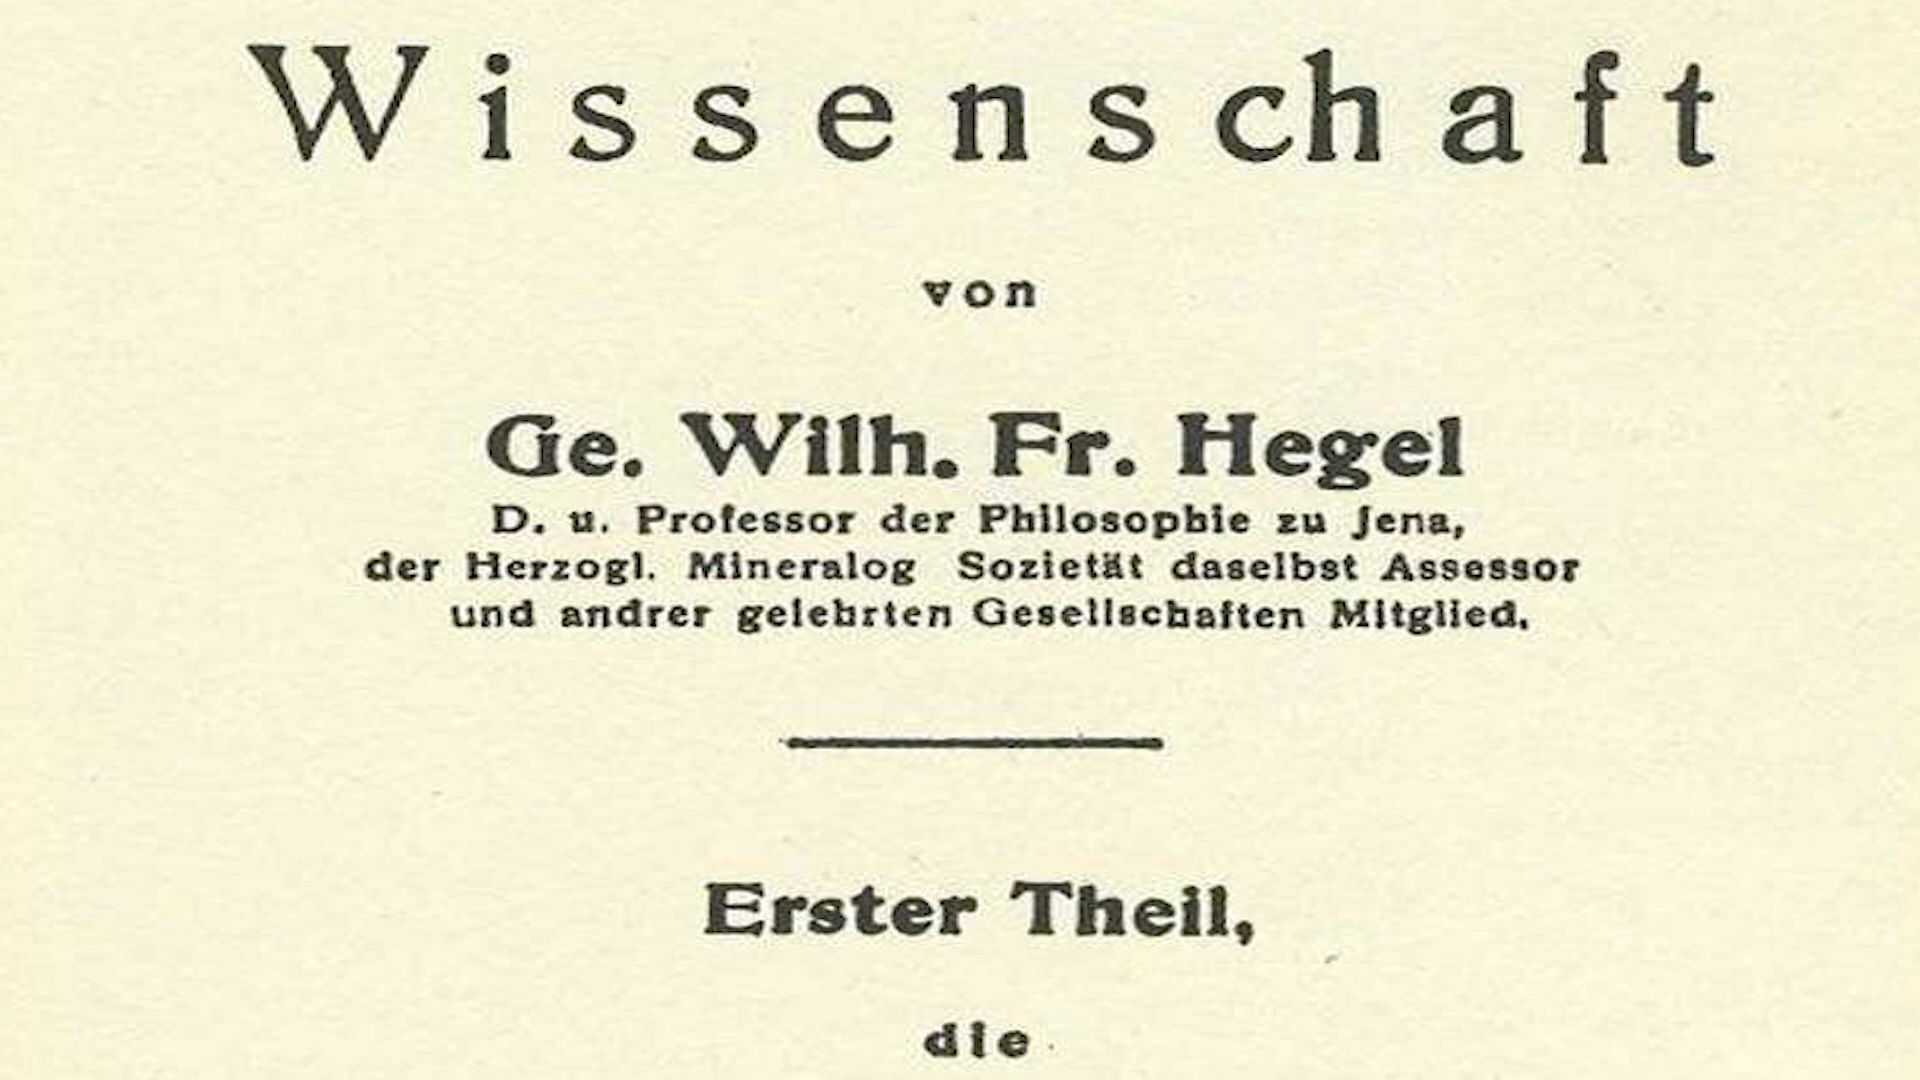 Wissenschaft
von
Ge. Wilh. Fr. Hegel
D. u. Professor der Philosophie zu Jena,
der Herzogl. Mineralog Sozietät daselbst Assessor
und andrer gelehrten Gesellschaften Mitglied.
Erster Theil,
die